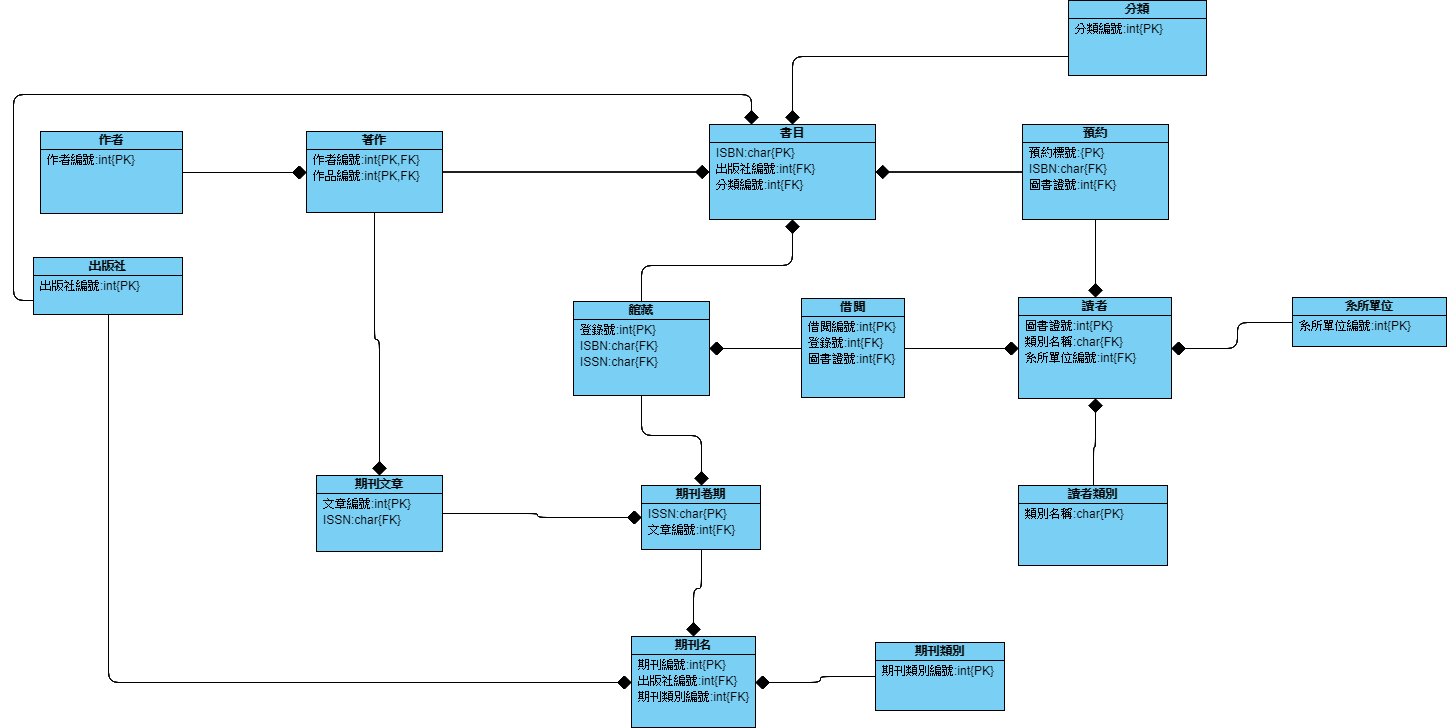 分類
分類編號:int{PK}
作者
作者編號:int{PK}
著作
作者編號:int{PK,FK}
作品編號:int{PK,FK}
書目
ISBN:char{PK}
出版社編號:int{FK}
分類編號:int{FK}
預約
預約標號:{PK}
ISBN:char{FK}
圖書證號:int{FK}
出版社
出版社編號:int{PK}
館藏
登錄號:int{PK}
ISBN:char{FK}
ISSN:char{FK}
借閱
借閱編號:int{PK}
登錄號:int{FK}
圖書證號:int{FK}
讀者
圖書證號:int{PK}
類別名稱:char{FK}
系所單位編號:int{FK}
系所單位
系所單位編號:int{PK}
期刊文章
文章編號:int{PK}
ISSN:char{FK}
期刊卷期
ISSN:char{PK}
文章編號:int{FK}
讀者類別
類別名稱:char{PK}
期刊名
期刊編號:int{PK}
出版社編號:int{FK}
期刊類別編號:int{FK}
期刊類別
期刊類別編號:int{PK}